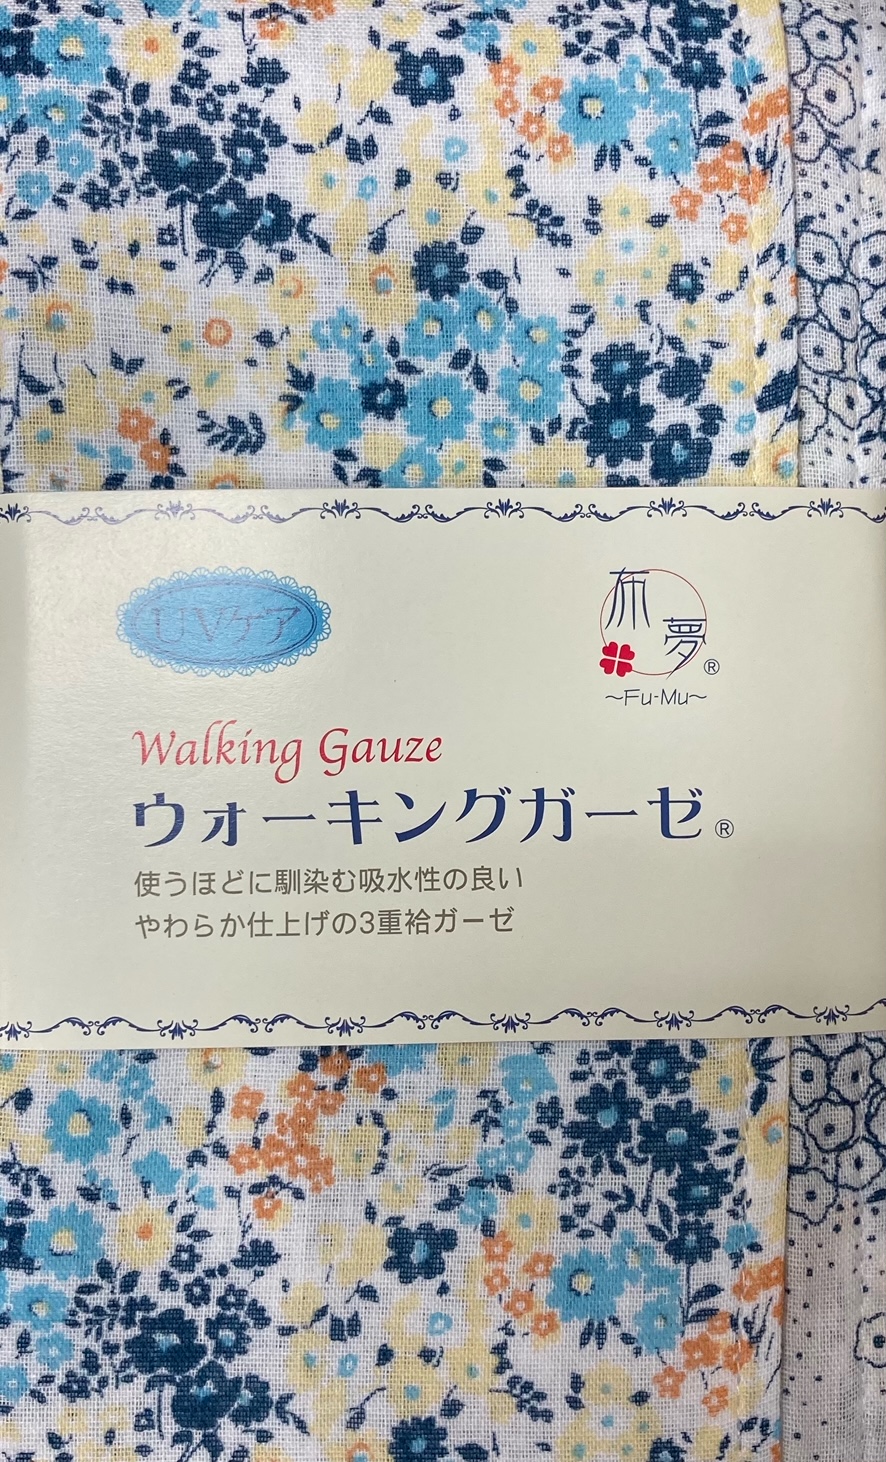 UVケア
布夢®
~Fu-Mu~
Walking Gauze
ウォーキングガーゼ®
使うほどに馴染む吸水性の良い
やわらか仕上げの3重袷ガーゼ